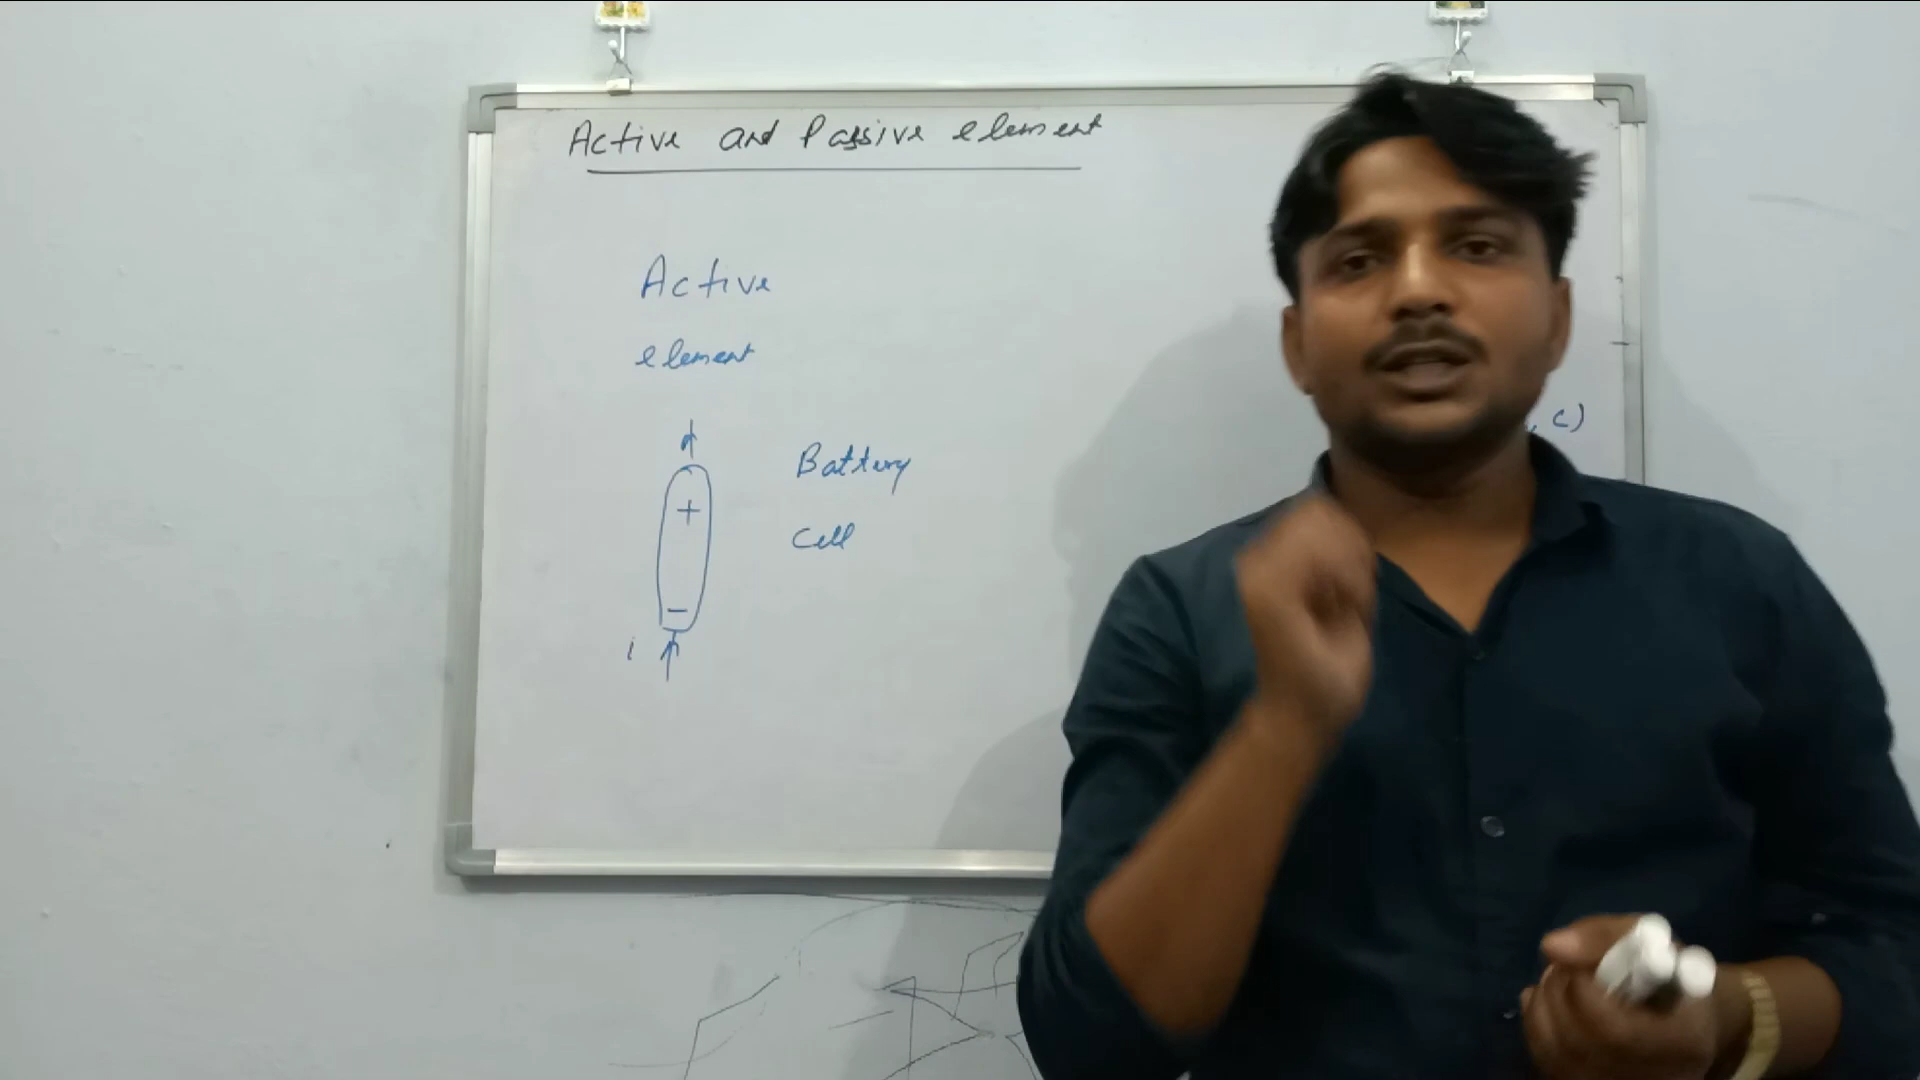 Active and Passive element
Active
element
Battery
+
Cell
−
i
, c)